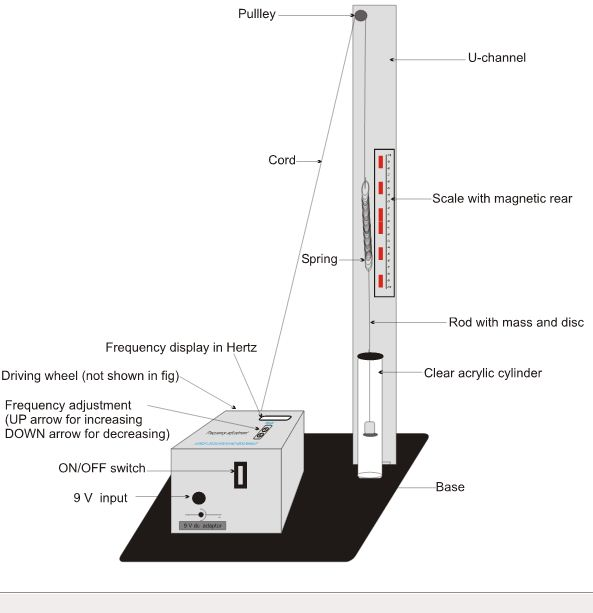 Pullley
U-channel
Cord
Scale with magnetic rear
Spring
Rod with mass and disc
Frequency display in Hertz
Clear acrylic cylinder
Driving wheel (not shown in fig)
Frequency adjustment
(UP arrow for increasing
DOWN arrow for decreasing)
ON/OFF switch
Base
9 V input
9 V dc adaptor